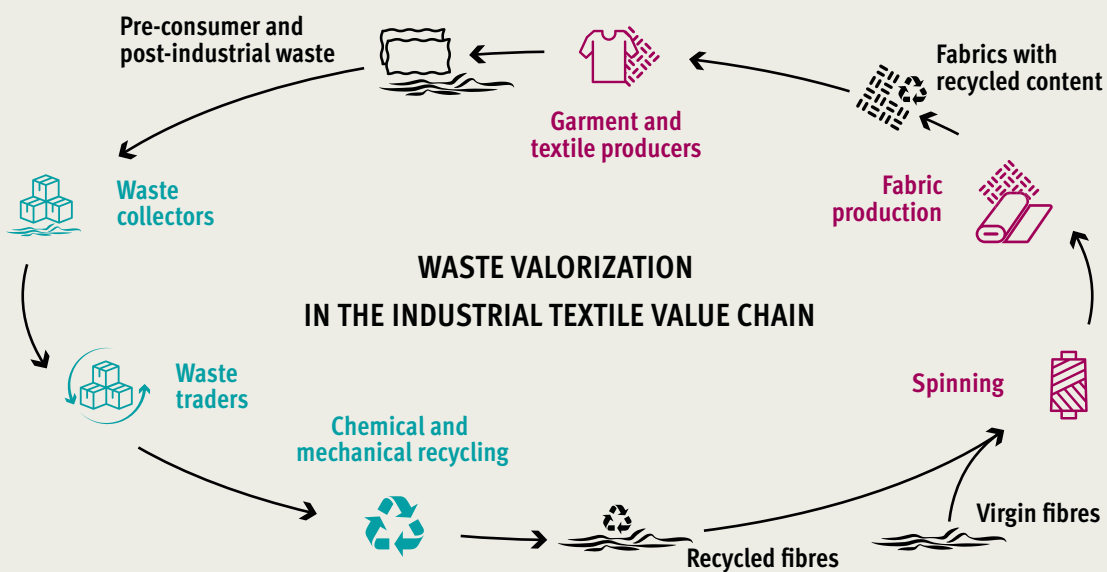 Pre-consumer and
post-industrial waste
Garment and
textile producers
Fabrics with
recycled content
Waste
collectors
Fabric
production
WASTE VALORIZATION
IN THE INDUSTRIAL TEXTILE VALUE CHAIN
Waste
traders
Spinning
Chemical and
mechanical recycling
Recycled fibres
Virgin fibres